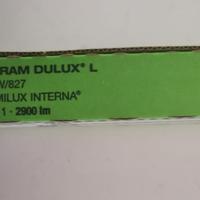 RAM DULUX® L
W/827
MILUX INTERNA®
1 - 2900 lm